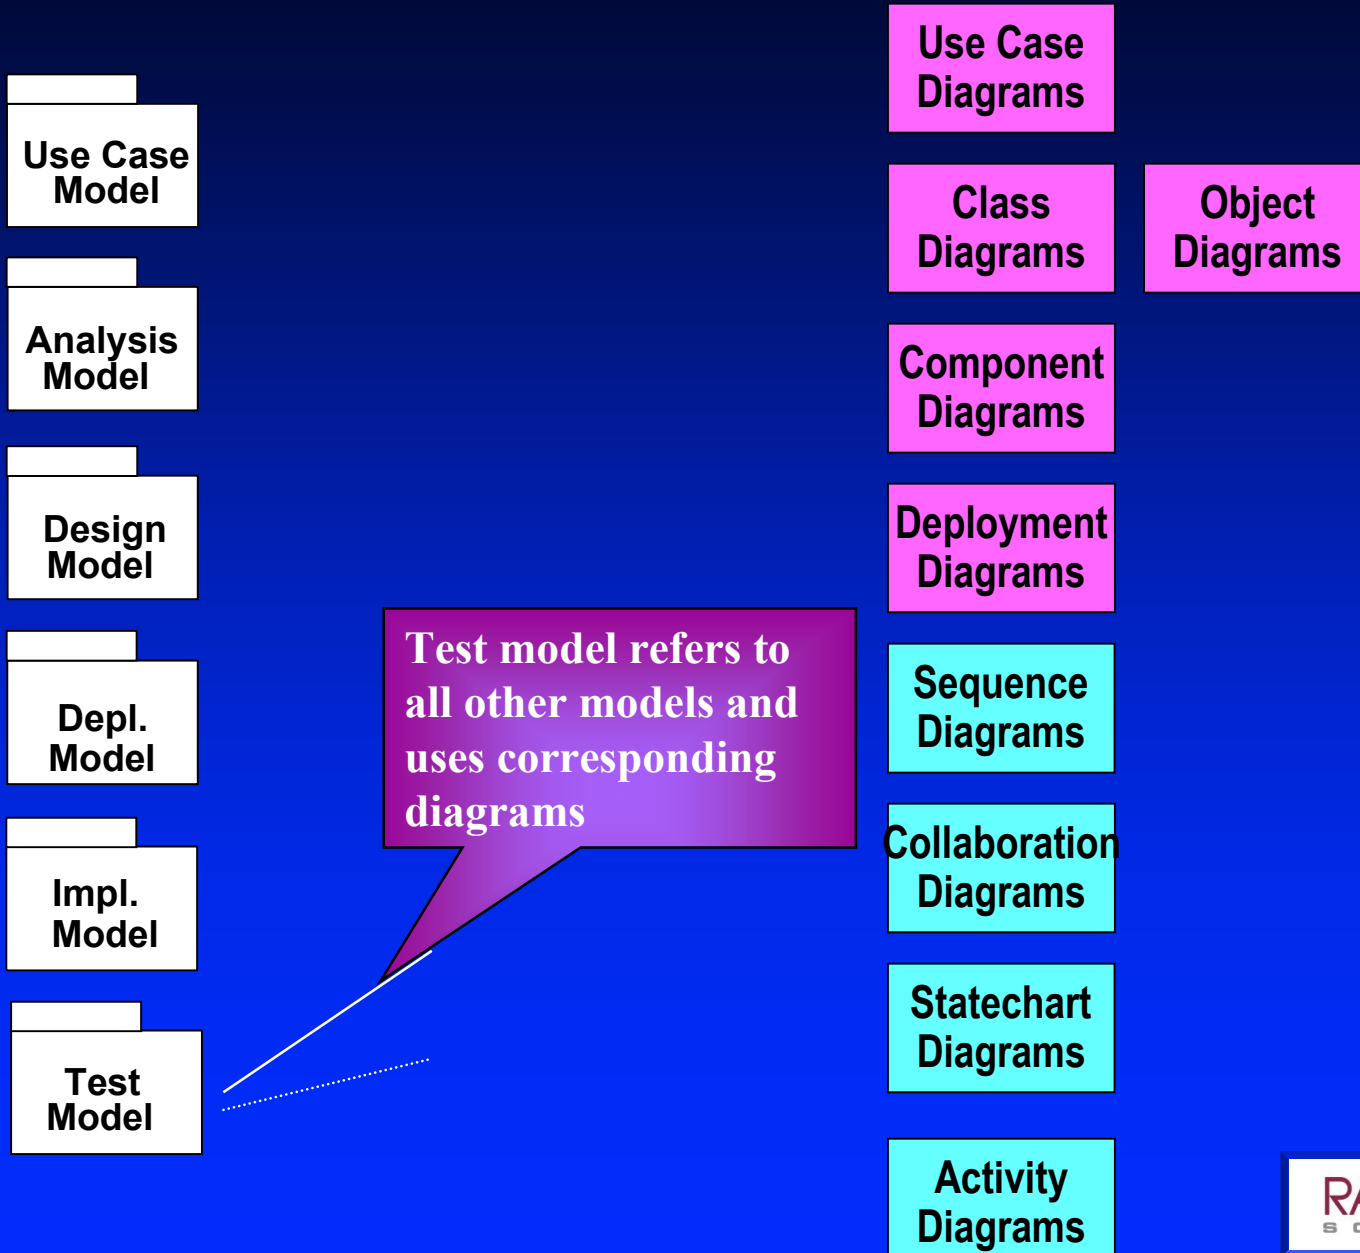 Use Case
Model
Analysis
Model
Design
Model
Depl.
Model
Impl.
Model
Test
Model
Test model refers to
all other models and
uses corresponding
diagrams
Use Case
Diagrams
Class
Diagrams
Object
Diagrams
Component
Diagrams
Deployment
Diagrams
Sequence
Diagrams
Collaboration
Diagrams
Statechart
Diagrams
Activity
Diagrams